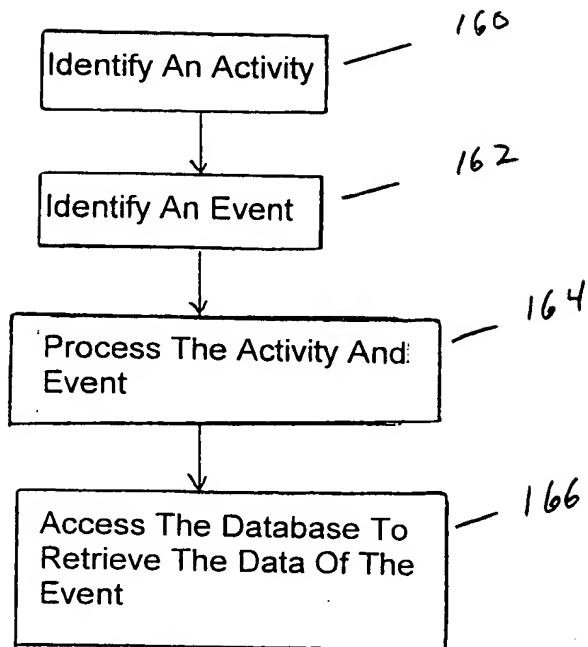 160
Identify An Activity
162
Identify An Event
164
Process The Activity And
Event
166
Access The Database To
Retrieve The Data Of The
Event